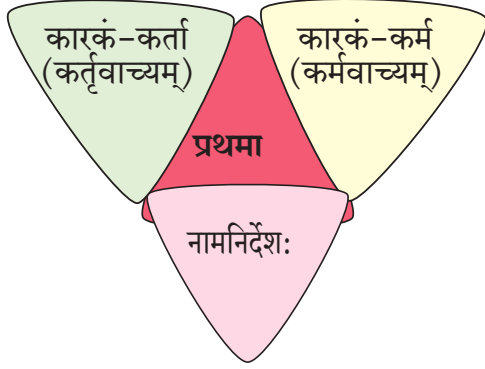 कारकं-कर्ता
(कर्तृवाच्यम्)
कारकं-कर्म
(कर्मवाच्यम्)
प्रथमा
नामनिर्देश: